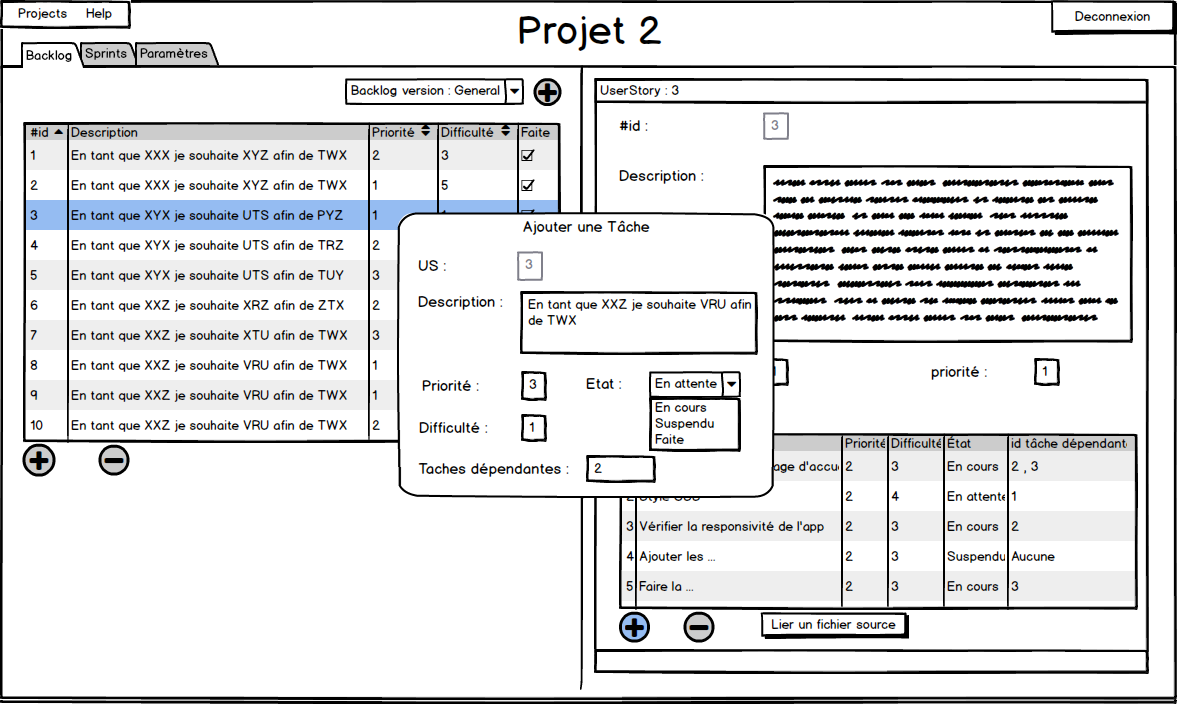 Projects Help
Projet 2
Deconnexion
Backlog Sprints Paramètres
Backlog version : General
#id Description Priorité Difficulté Faite
1 En tant que XXX je souhaite XYZ afin de TWX 2 3
2 En tant que XXX je souhaite XYZ afin de TWX 1 5
3 En tant que XYX je souhaite UTS afin de PYZ 1
4 En tant que XYX je souhaite UTS afin de TRZ 2
5 En tant que XYX je souhaite UTS afin de TUY 3
6 En tant que XXZ je souhaite XRZ afin de ZTX 2
7 En tant que XXZ je souhaite XTU afin de TWX 3
8 En tant que XXZ je souhaite VRU afin de TWX 1
9 En tant que XXZ je souhaite VRU afin de TWX 1
10 En tant que XXZ je souhaite VRU afin de TWX 2
Ajouter une Tâche
US : 3
Description : En tant que XXZ je souhaite VRU afin
de TWX
Priorité : 3 Etat : En attente
En cours
Suspendu
Faite
Difficulté : 1
Taches dépendantes : 2
UserStory : 3
#id : 3
Description :
1 priorité : 1
Priorité Difficulté État id tâche dépendant
age d'accu 2 3 En cours 2 , 3
2 Style CSS 2 4 En attente 1
3 Vérifier la responsivité de l'app 2 3 En cours 2
4 Ajouter les ... 2 3 Suspendu Aucune
5 Faire la ... 2 3 En cours 3
Lier un fichier source